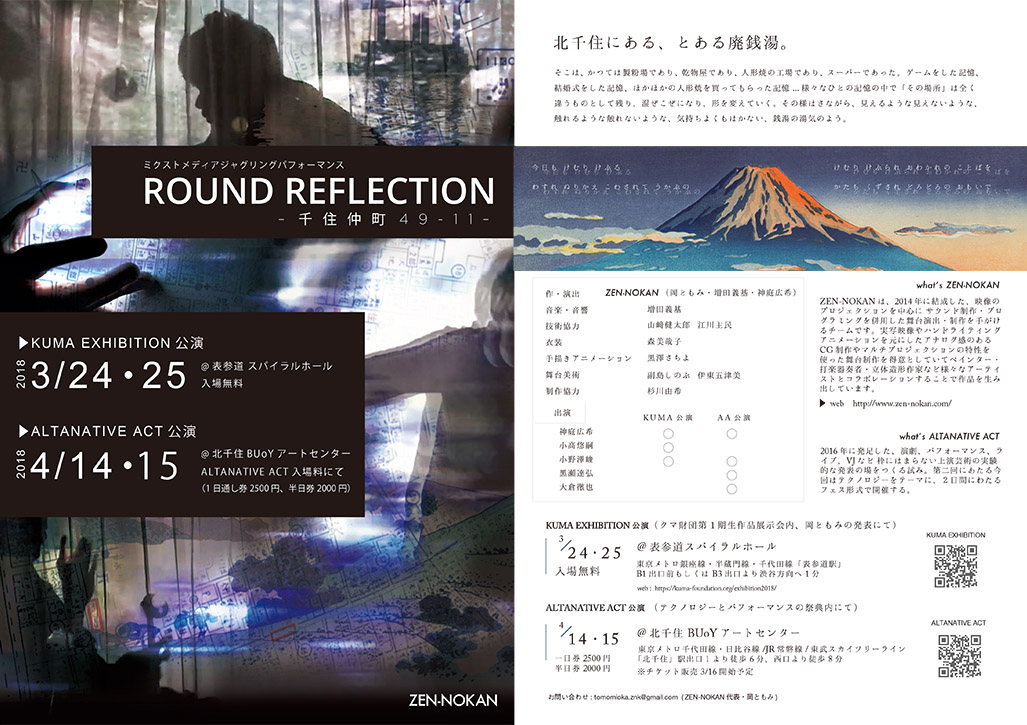 ミクストメディアジャグリングパフォーマンス
ROUND REFLECTION
-千住仲町 49-11-
▶KUMA EXHIBITION 公演
2018
3/24・25
@表参道 スパイラルホール
入場無料
▶ALTANATIVE ACT 公演
2018
4/14・15
@北千住 BUoY アートセンター
ALTANATIVE ACT 入場料にて
(1日通し券 2500円、半日券 2000円)
ZEN-NOKAN
北千住にある、とある廃銭湯。
そこは、かつては製粉場であり、乾物屋であり、人形焼の工場であり、スーパーであった。ゲームをした記憶、
結婚式をした記憶、ほかほかの人形焼を買ってもらった記憶 ... 様々なひとの記憶の中で「その場所」は全く
違うものとして残り、混ぜこぜになり、形を変えていく。その様はさながら、見えるような見えないような、
触れるような触れないような、気持ちよくもはかない、銭湯の湯気のよう。
今日も けむり けある。
作・演出 ZEN-NOKAN (岡ともみ・増田義基・神庭広希)
音楽・音響 増田義基
技術協力 山﨑健太郎 江川主民
衣装 森美哉子
手描きアニメーション 黒澤さちよ
舞台美術 副島しのぶ 伊東五津美
制作協力 杉川由希
出演 KUMA 公演 AA 公演
神庭広希 ○ ○
小高悠嗣 ○
小野澤峻 ○ ○
黒瀬達弘 ○
大倉徹也 ○
what's ZEN-NOKAN
ZEN-NOKAN は、2014年に結成した、映像の
プロジェクションを中心に サウンド制作・プロ
グラミングを併用した舞台演出・制作を手がけ
るチームです。実写映像やハンドライティング
アニメーションを元にしたアナログ感のある
CG 制作やマルチプロジェクションの特性を
使った舞台制作を得意としていてペインター・
打楽器奏者・立体造形作家など様々なアーティ
ストとコラボレーションすることで作品を生み
出しています。
▶ web http://www.zen-nokan.com/
what's ALTANATIVE ACT
2016 年に発足した、演劇、パフォーマンス、ラ
イブ、VJ など枠にはまらない上演芸術の実験
的な発表の場をつくる試み。第二回にわたる今
回はテクノロジーをテーマに、2日間にわたる
フェス形式で開催する。
KUMA EXHIBITION 公演 (クマ財団第1期生作品展示会内、岡ともみの発表にて)
3/24・25 @表参道スパイラルホール
入場無料
東京メトロ銀座線・半蔵門線・千代田線「表参道駅」
B1 出口前もしくは B3 出口より渋谷方向へ 1 分
web : https://kuma-foundation.org/exhibition2018/
KUMA EXHIBITION
ALTANATIVE ACT 公演 (テクノロジーとパフォーマンスの祭典内にて)
4/14・15 @北千住 BUoY アートセンター
一日券 2500 円
半日券 2000 円
東京メトロ千代田線・日比谷線 /JR 常磐線 / 東武スカイツリーライン
「北千住」駅出口 1 より徒歩 6 分、西口より徒歩 8 分
※チケット販売 3/16 開始予定
ALTANATIVE ACT
お問い合わせ : tomomioka.znk@gmail.com ( ZEN-NOKAN 代表・岡ともみ )